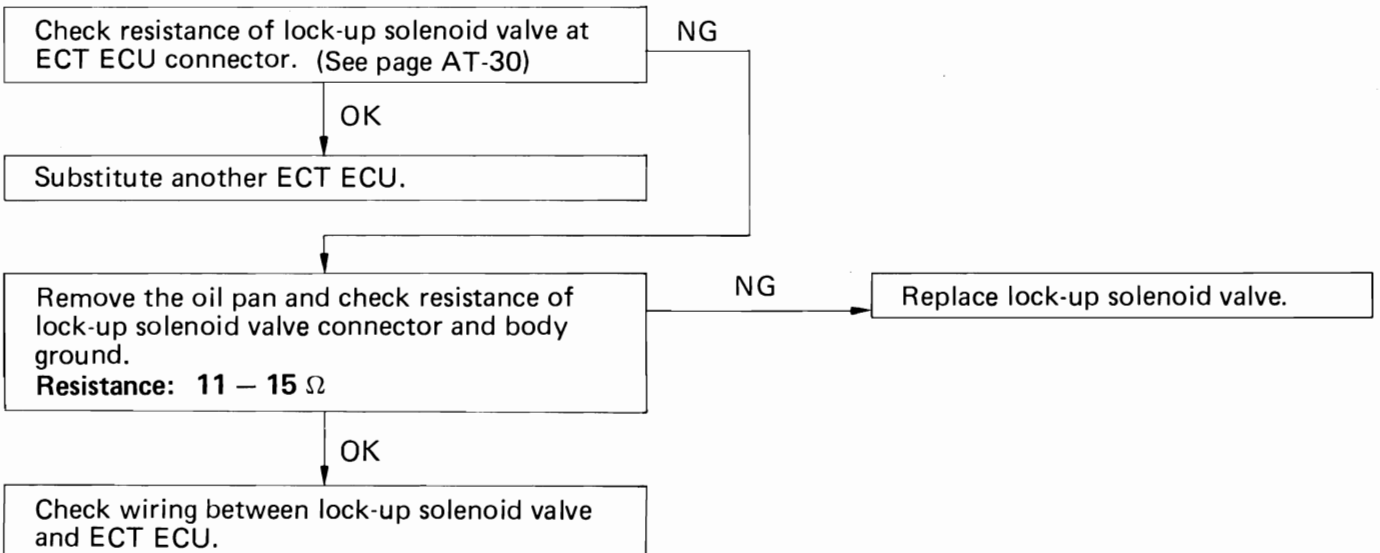 Check resistance of lock-up solenoid valve at
ECT ECU connector. (See page AT-30)
NG
OK
Substitute another ECT ECU.
Remove the oil pan and check resistance of
lock-up solenoid valve connector and body
ground.
Resistance: 11 — 15 Ω
NG
Replace lock-up solenoid valve.
OK
Check wiring between lock-up solenoid valve
and ECT ECU.